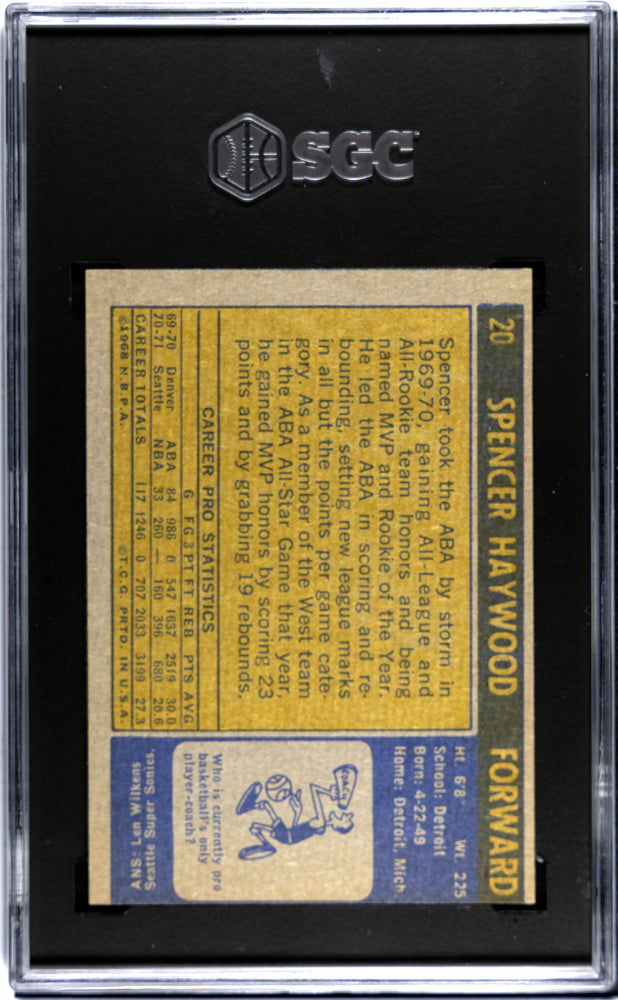 SGC
20 SPENCER HAYWOOD FORWARD
Spencer took the ABA by storm in
1969-70, gaining All-League and
All-Rookie team honors and being
named MVP and Rookie of the Year.
He led the ABA in scoring and re-
bounding, setting new league marks
in all but the points per game cate-
gory. As a member of the West team
in the ABA All-Star Game that year,
he gained MVP honors by scoring 23
points and by grabbing 19 rebounds.
CAREER PRO STATISTICS
G FG 3PT FT REB PTS AVG
69-70 Denver ABA 84 986 0 547 1637 2519 30.0
70-71 Seattle NBA 33 260 — 160 396 680 20.6
CAREER TOTALS 117 1246 0 707 2033 3199 27.3
©1968 N.B.P.A. ©T.C.G. PRTD. IN U.S.A.
Ht. 6'8" Wt. 225
School: Detroit
Born: 4-22-49
Home: Detroit, Mich.
COACH
Who is currently pro
basketball's only
player-coach?
ANS: Len Wilkens
Seattle Super Sonics.